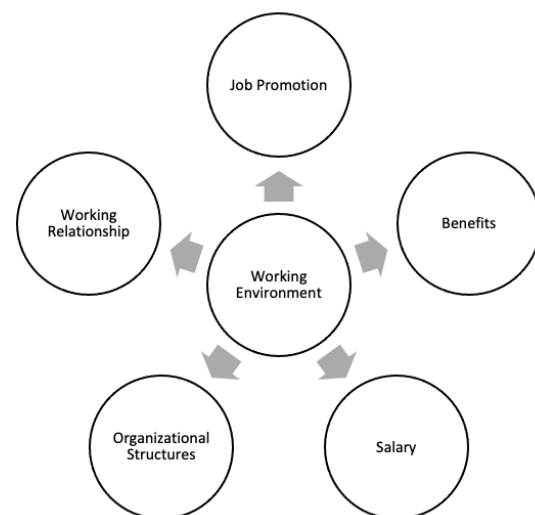 Job Promotion
Working
Relationship
Benefits
Working
Environment
Organizational
Structures
Salary